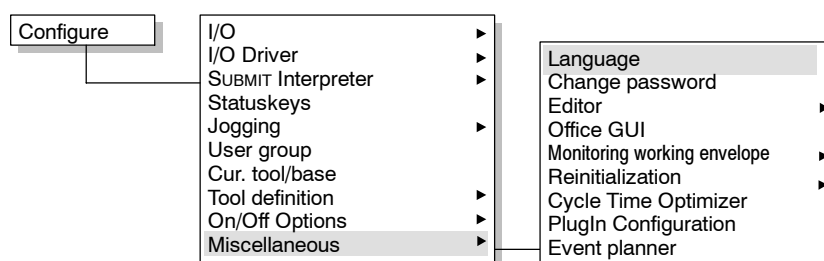 Configure
I/O
I/O Driver
SUBMIT Interpreter
Statuskeys
Jogging
User group
Cur. tool/base
Tool definition
On/Off Options
Miscellaneous
Language
Change password
Editor
Office GUI
Monitoring working envelope
Reinitialization
Cycle Time Optimizer
PlugIn Configuration
Event planner